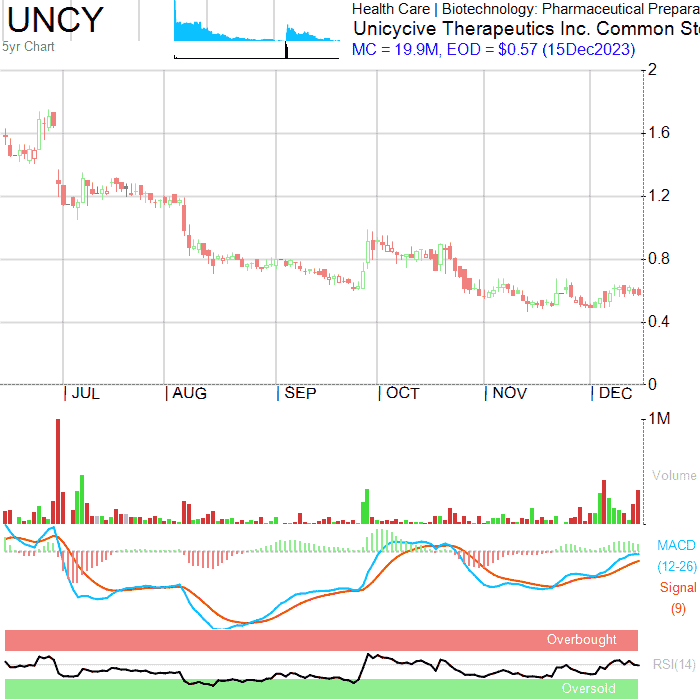 UNCY
5yr Chart
Health Care | Biotechnology: Pharmaceutical Prepara
Unicycive Therapeutics Inc. Common Sto
MC = 19.9M, EOD = $0.57 (15Dec2023)
2
1.6
1.2
0.8
0.4
0
| JUL | AUG | SEP | OCT | NOV | DEC
1M
Volume
MACD
(12-26)
Signal
(9)
Overbought
RSI(14)
Oversold